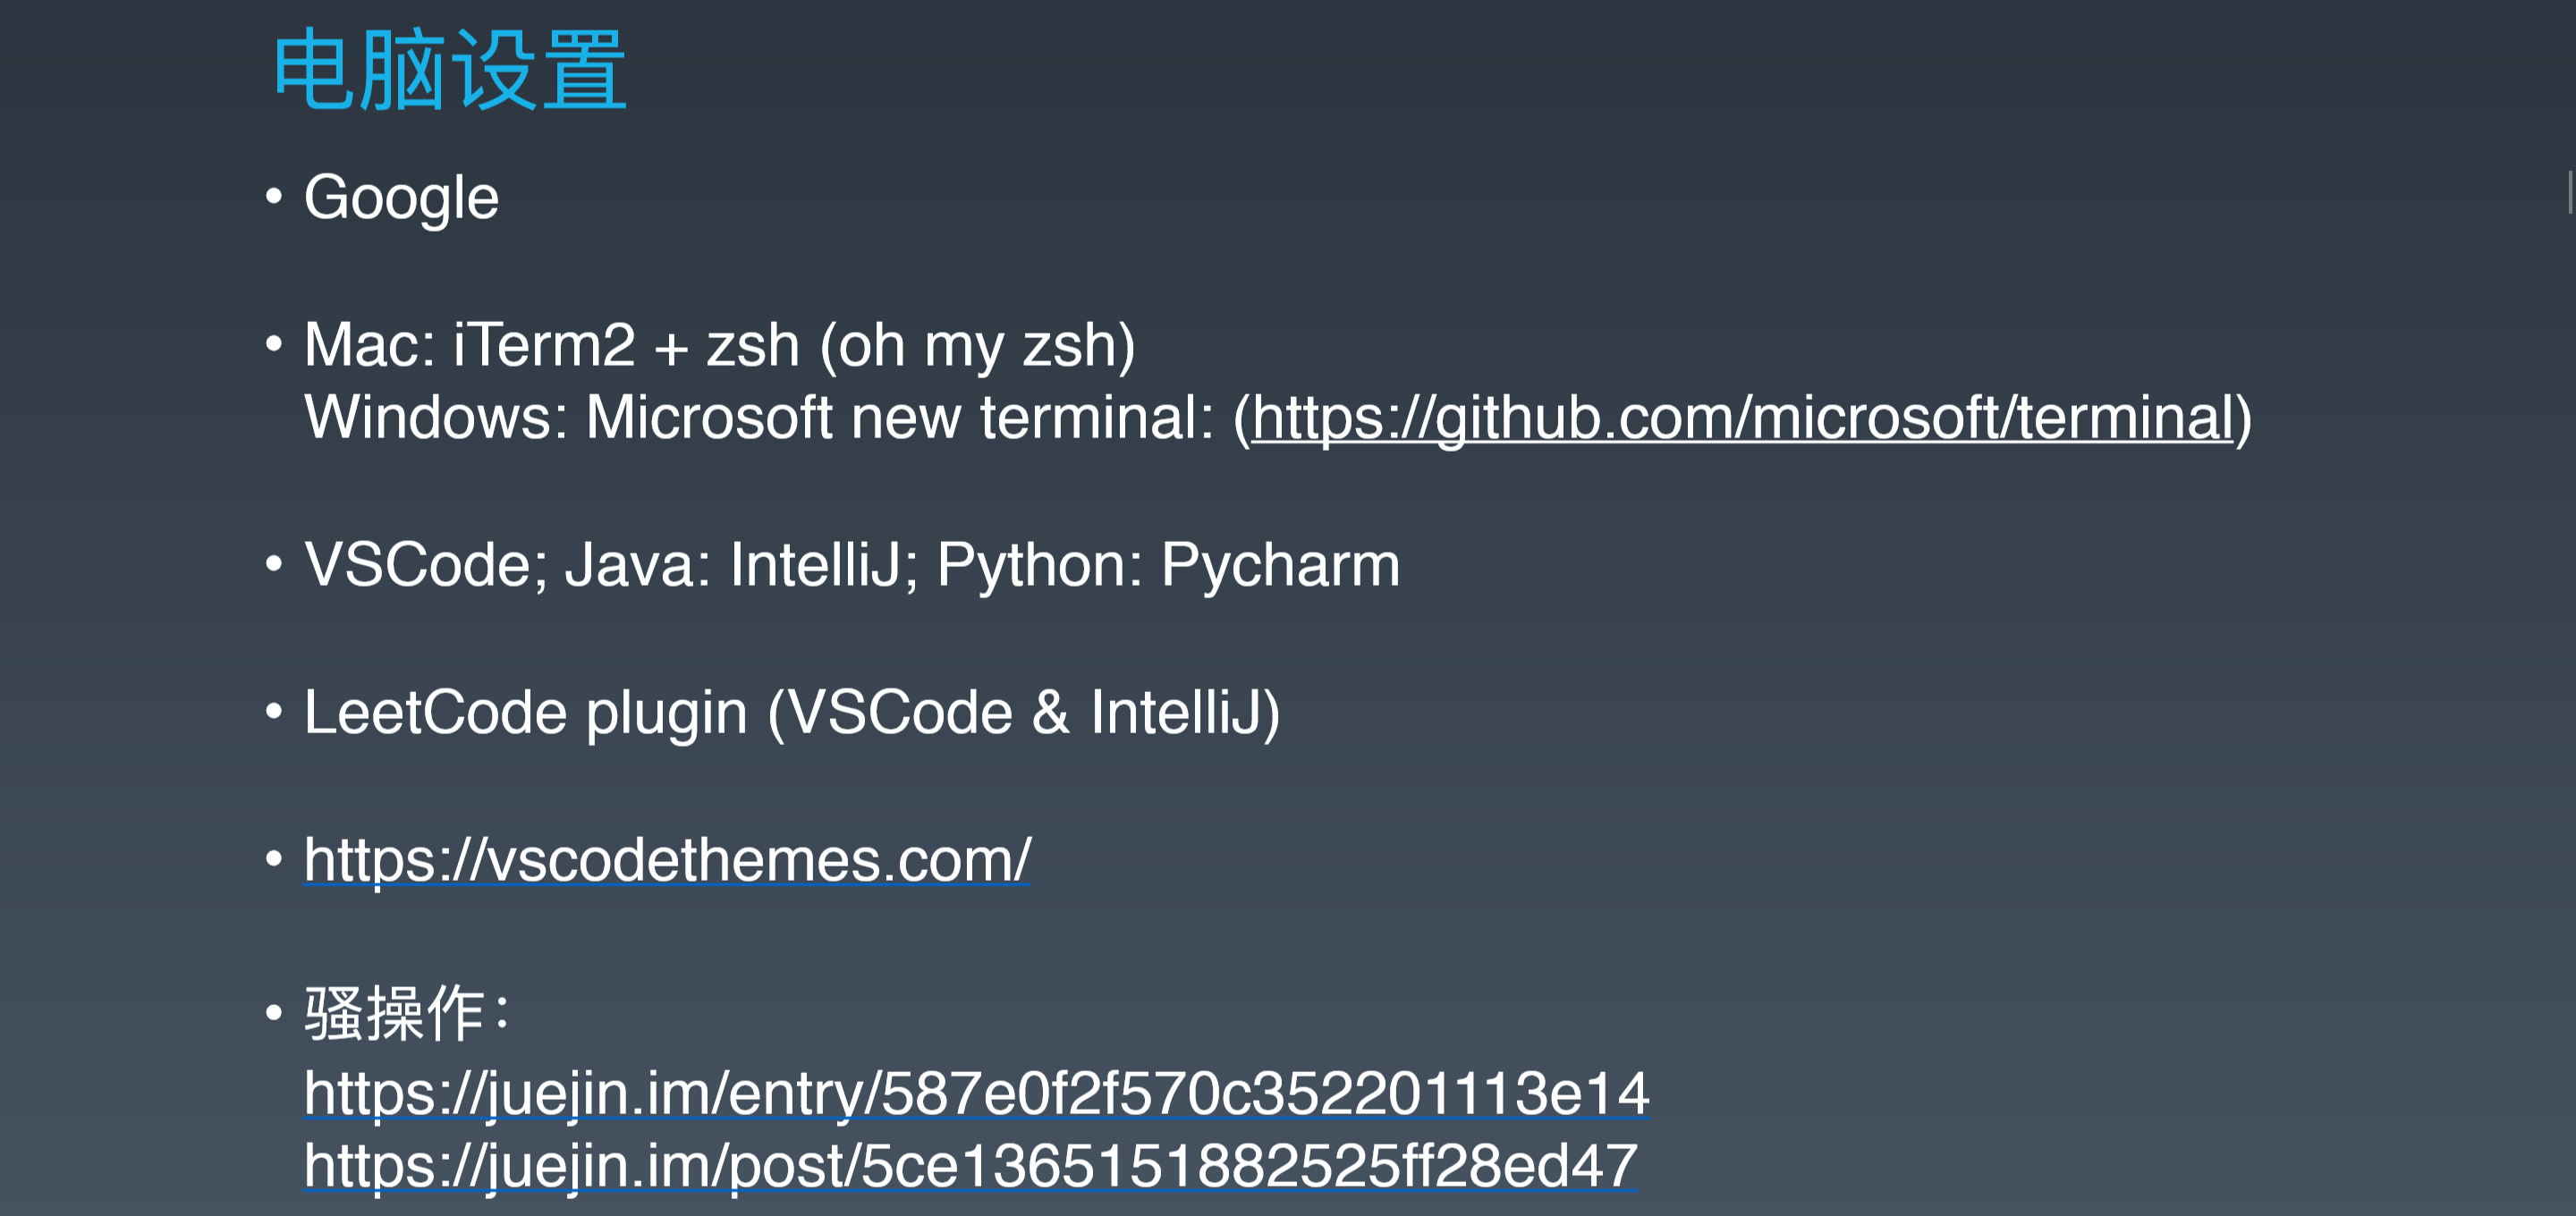 电脑设置
• Google
• Mac: iTerm2 + zsh (oh my zsh)
Windows: Microsoft new terminal: (https://github.com/microsoft/terminal)
• VSCode; Java: IntelliJ; Python: Pycharm
• LeetCode plugin (VSCode & IntelliJ)
• https://vscodethemes.com/
• 骚操作：
https://juejin.im/entry/587e0f2f570c352201113e14
https://juejin.im/post/5ce1365151882525ff28ed47